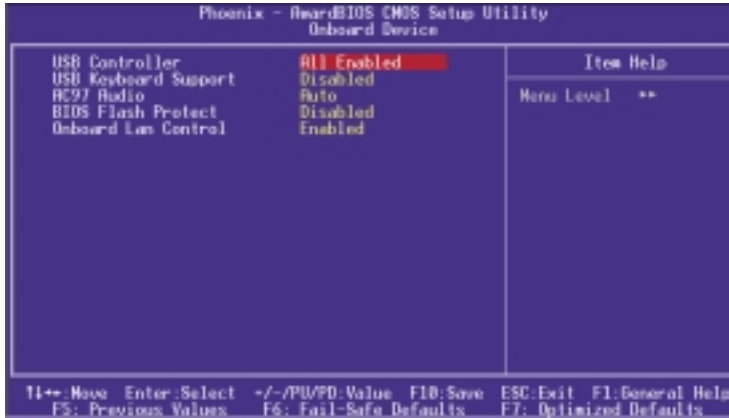 Phoenix - AwardBIOS CMOS Setup Utility
Onboard Device
USB Controller All Enabled
USB Keyboard Support Disabled
AC97 Audio Auto
BIOS Flash Protect Disabled
Onboard Lan Control Enabled
Item Help
Menu Level ►►
↑↓→←:Move Enter:Select +/-/PU/PD:Value F10:Save ESC:Exit F1:General Help
F5: Previous Values F6: Fail-Safe Defaults F7: Optimized Defaults